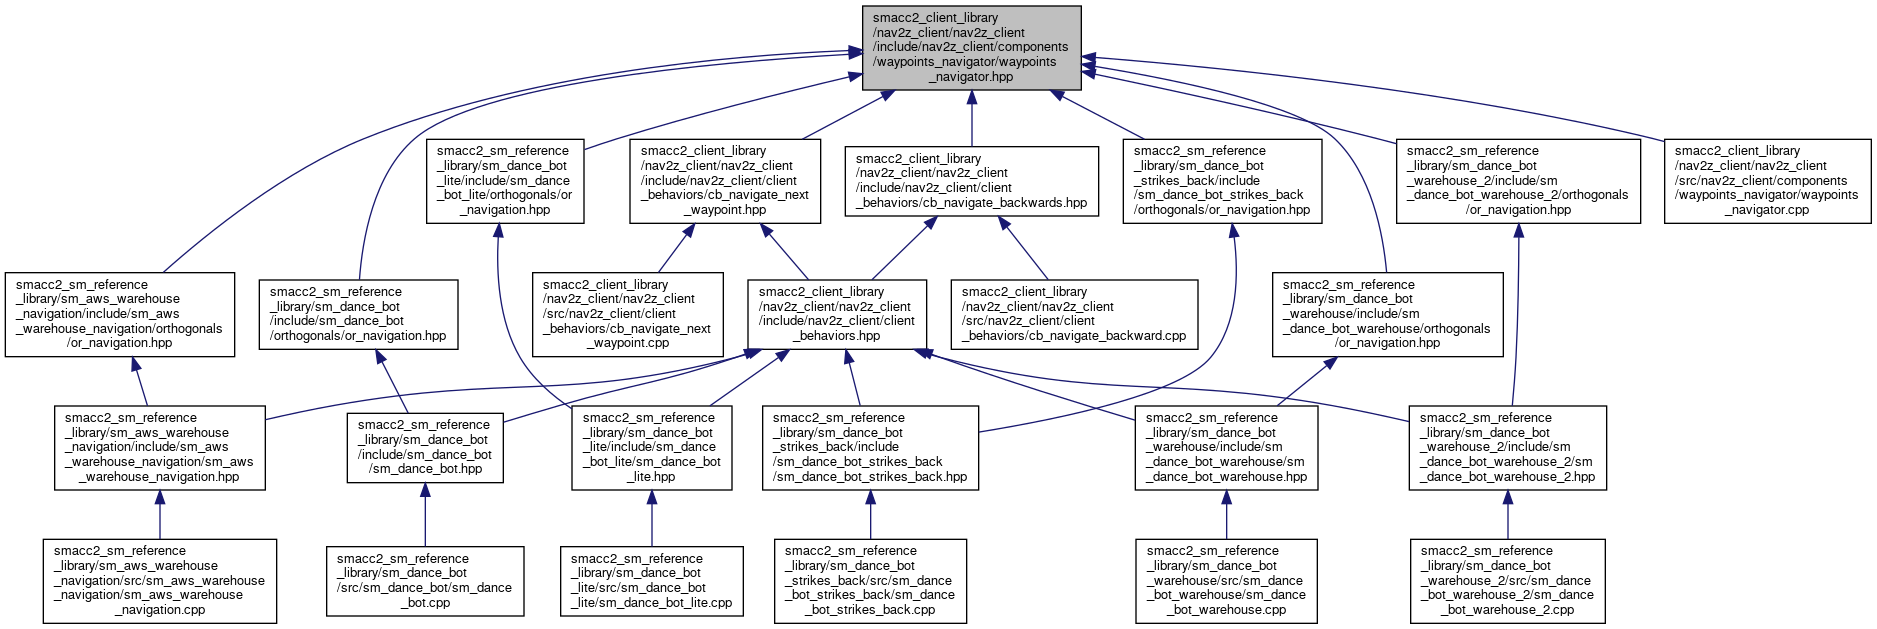 smacc2_client_library
/nav2z_client/nav2z_client
/include/nav2z_client/components
/waypoints_navigator/waypoints
_navigator.hpp
smacc2_sm_reference
_library/sm_dance_bot
_lite/include/sm_dance
_bot_lite/orthogonals/or
_navigation.hpp
smacc2_client_library
/nav2z_client/nav2z_client
/include/nav2z_client/client
_behaviors/cb_navigate_next
_waypoint.hpp
smacc2_client_library
/nav2z_client/nav2z_client
/include/nav2z_client/client
_behaviors/cb_navigate_backwards.hpp
smacc2_sm_reference
_library/sm_dance_bot
_strikes_back/include
/sm_dance_bot_strikes_back
/orthogonals/or_navigation.hpp
smacc2_sm_reference
_library/sm_dance_bot
_warehouse_2/include/sm
_dance_bot_warehouse_2/orthogonals
/or_navigation.hpp
smacc2_client_library
/nav2z_client/nav2z_client
/src/nav2z_client/components
/waypoints_navigator/waypoints
_navigator.cpp
smacc2_sm_reference
_library/sm_aws_warehouse
_navigation/include/sm_aws
_warehouse_navigation/orthogonals
/or_navigation.hpp
smacc2_sm_reference
_library/sm_dance_bot
/include/sm_dance_bot
/orthogonals/or_navigation.hpp
smacc2_client_library
/nav2z_client/nav2z_client
/src/nav2z_client/client
_behaviors/cb_navigate_next
_waypoint.cpp
smacc2_client_library
/nav2z_client/nav2z_client
/include/nav2z_client/client
_behaviors.hpp
smacc2_client_library
/nav2z_client/nav2z_client
/src/nav2z_client/client
_behaviors/cb_navigate_backward.cpp
smacc2_sm_reference
_library/sm_dance_bot
_warehouse/include/sm
_dance_bot_warehouse/orthogonals
/or_navigation.hpp
smacc2_sm_reference
_library/sm_aws_warehouse
_navigation/include/sm_aws
_warehouse_navigation/sm_aws
_warehouse_navigation.hpp
smacc2_sm_reference
_library/sm_dance_bot
/include/sm_dance_bot
/sm_dance_bot.hpp
smacc2_sm_reference
_library/sm_dance_bot
_lite/include/sm_dance
_bot_lite/sm_dance_bot
_lite.hpp
smacc2_sm_reference
_library/sm_dance_bot
_strikes_back/include
/sm_dance_bot_strikes_back
/sm_dance_bot_strikes_back.hpp
smacc2_sm_reference
_library/sm_dance_bot
_warehouse/include/sm
_dance_bot_warehouse/sm
_dance_bot_warehouse.hpp
smacc2_sm_reference
_library/sm_dance_bot
_warehouse_2/include/sm
_dance_bot_warehouse_2/sm
_dance_bot_warehouse_2.hpp
smacc2_sm_reference
_library/sm_aws_warehouse
_navigation/src/sm_aws_warehouse
_navigation/sm_aws_warehouse
_navigation.cpp
smacc2_sm_reference
_library/sm_dance_bot
/src/sm_dance_bot/sm_dance
_bot.cpp
smacc2_sm_reference
_library/sm_dance_bot
_lite/src/sm_dance_bot
_lite/sm_dance_bot_lite.cpp
smacc2_sm_reference
_library/sm_dance_bot
_strikes_back/src/sm_dance
_bot_strikes_back/sm_dance
_bot_strikes_back.cpp
smacc2_sm_reference
_library/sm_dance_bot
_warehouse/src/sm_dance
_bot_warehouse/sm_dance
_bot_warehouse.cpp
smacc2_sm_reference
_library/sm_dance_bot
_warehouse_2/src/sm_dance
_bot_warehouse_2/sm_dance
_bot_warehouse_2.cpp